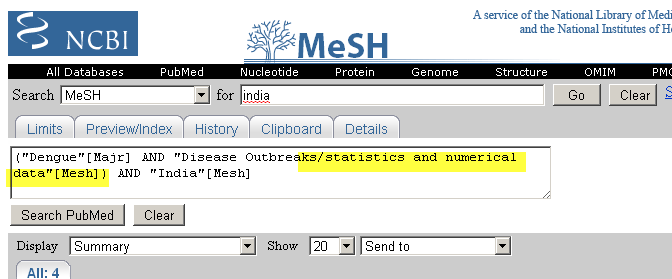 A service of the National Library of Medi
NCBI
MeSH
and the National Institutes of He
All Databases PubMed Nucleotide Protein Genome Structure OMIM PMC
Search MeSH for india Go Clear S
Limits Preview/Index History Clipboard Details
("Dengue"[Majr] AND "Disease Outbreaks/statistics and numerical
data"[Mesh]) AND "India"[Mesh]
Search PubMed Clear
Display Summary Show 20 Send to
All: 4